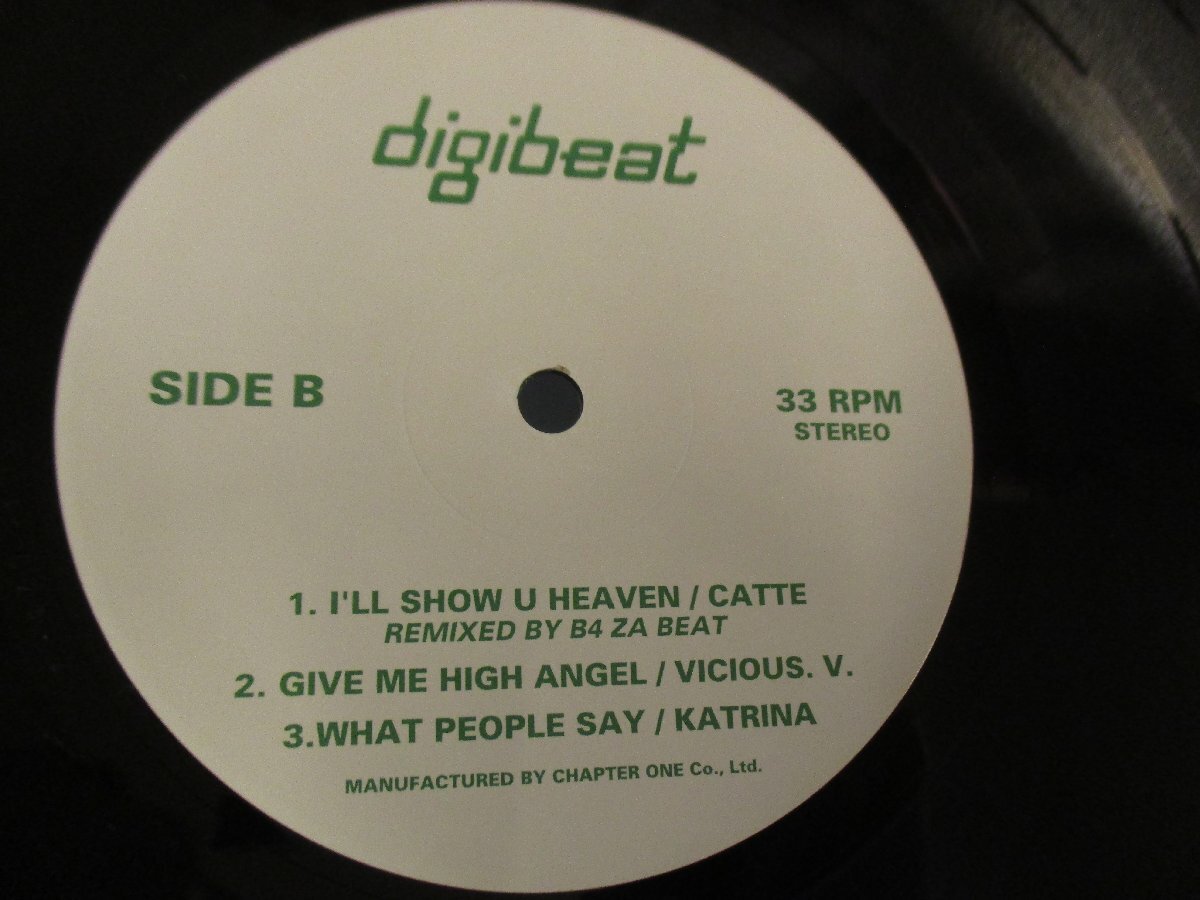 digibeat
SIDE B
33 RPM
STEREO
1. I'LL SHOW U HEAVEN / CATTE
REMIXED BY B4 ZA BEAT
2. GIVE ME HIGH ANGEL / VICIOUS. V.
3.WHAT PEOPLE SAY / KATRINA
MANUFACTURED BY CHAPTER ONE Co., Ltd.